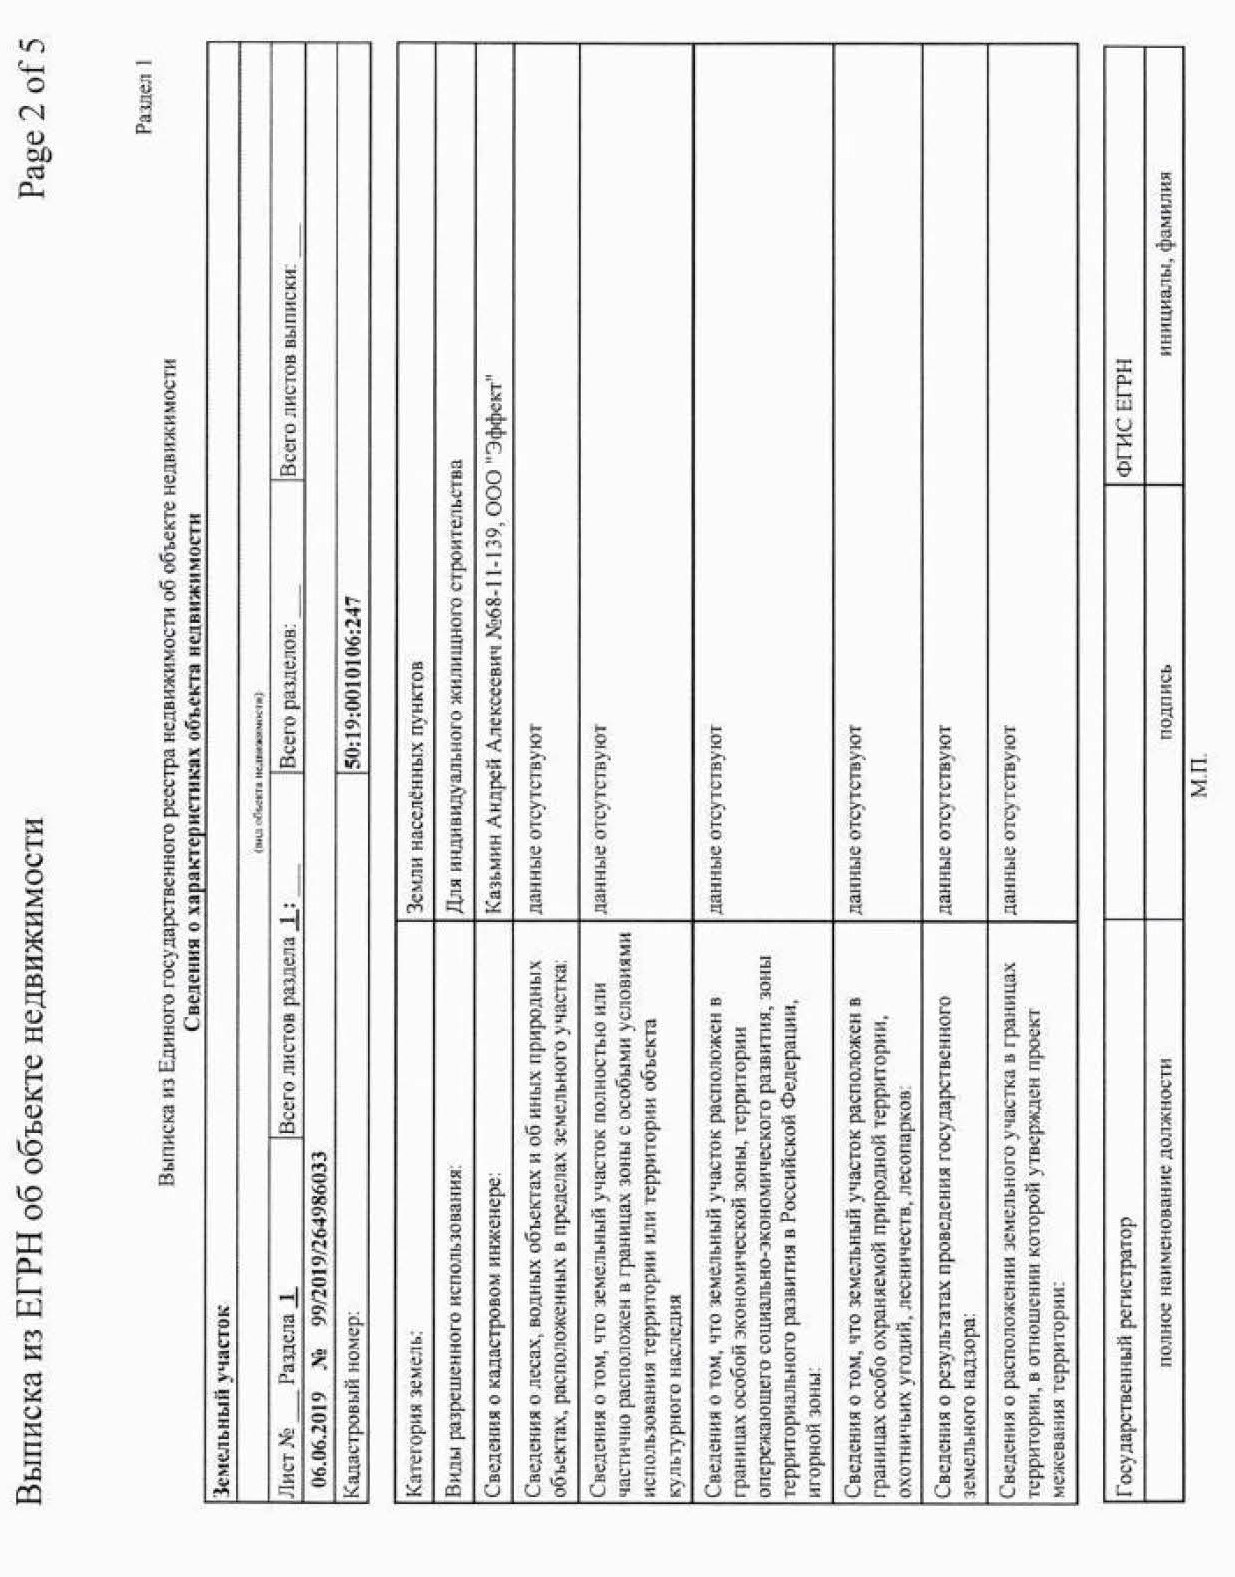 Выписка из ЕГРН об объекте недвижимости
Page 2 of 5
Раздел 1
Выписка из Единого государственного реестра недвижимости об объекте недвижимости
Сведения о характеристиках объекта недвижимости
Земельный участок
(вид объекта недвижимости)
Лист № ___ Раздела 1
Всего листов раздела 1 : ___
Всего разделов: ___
Всего листов выписки: ___
06.06.2019 № 99/2019/264986033
Кадастровый номер:
50:19:0010106:247
Категория земель:
Земли населённых пунктов
Виды разрешенного использования:
Для индивидуального жилищного строительства
Сведения о кадастровом инженере:
Казьмин Андрей Алексеевич №68-11-139, ООО "Эффект"
Сведения о лесах, водных объектах и об иных природных
объектах, расположенных в пределах земельного участка:
данные отсутствуют
Сведения о том, что земельный участок полностью или
частично расположен в границах зоны с особыми условиями
использования территории или территории объекта
культурного наследия
данные отсутствуют
Сведения о том, что земельный участок расположен в
границах особой экономической зоны, территории
опережающего социально-экономического развития, зоны
территориального развития в Российской Федерации,
игорной зоны:
данные отсутствуют
Сведения о том, что земельный участок расположен в
границах особо охраняемой природной территории,
охотничьих угодий, лесничеств, лесопарков:
данные отсутствуют
Сведения о результатах проведения государственного
земельного надзора:
данные отсутствуют
Сведения о расположении земельного участка в границах
территории, в отношении которой утвержден проект
межевания территории:
данные отсутствуют
Государственный регистратор
ФГИС ЕГРН
полное наименование должности
подпись
инициалы, фамилия
М.П.